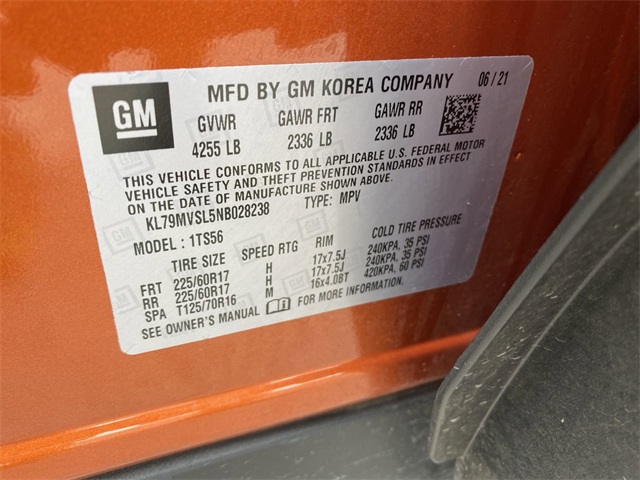 GM
MFD BY GM KOREA COMPANY 06/21
GVWR GAWR FRT GAWR RR
4255 LB 2336 LB 2336 LB
THIS VEHICLE CONFORMS TO ALL APPLICABLE U.S. FEDERAL MOTOR
VEHICLE SAFETY AND THEFT PREVENTION STANDARDS IN EFFECT
ON THE DATE OF MANUFACTURE SHOWN ABOVE.
KL79MVSL5NB028238 TYPE: MPV
MODEL: 1TS56
TIRE SIZE SPEED RTG RIM COLD TIRE PRESSURE
FRT 225/60R17 H 17x7.5J 240KPA, 35 PSI
RR 225/60R17 H 17x7.5J 240KPA, 35 PSI
SPA T125/70R16 M 16x4.0BT 420KPA, 60 PSI
SEE OWNER'S MANUAL FOR MORE INFORMATION.